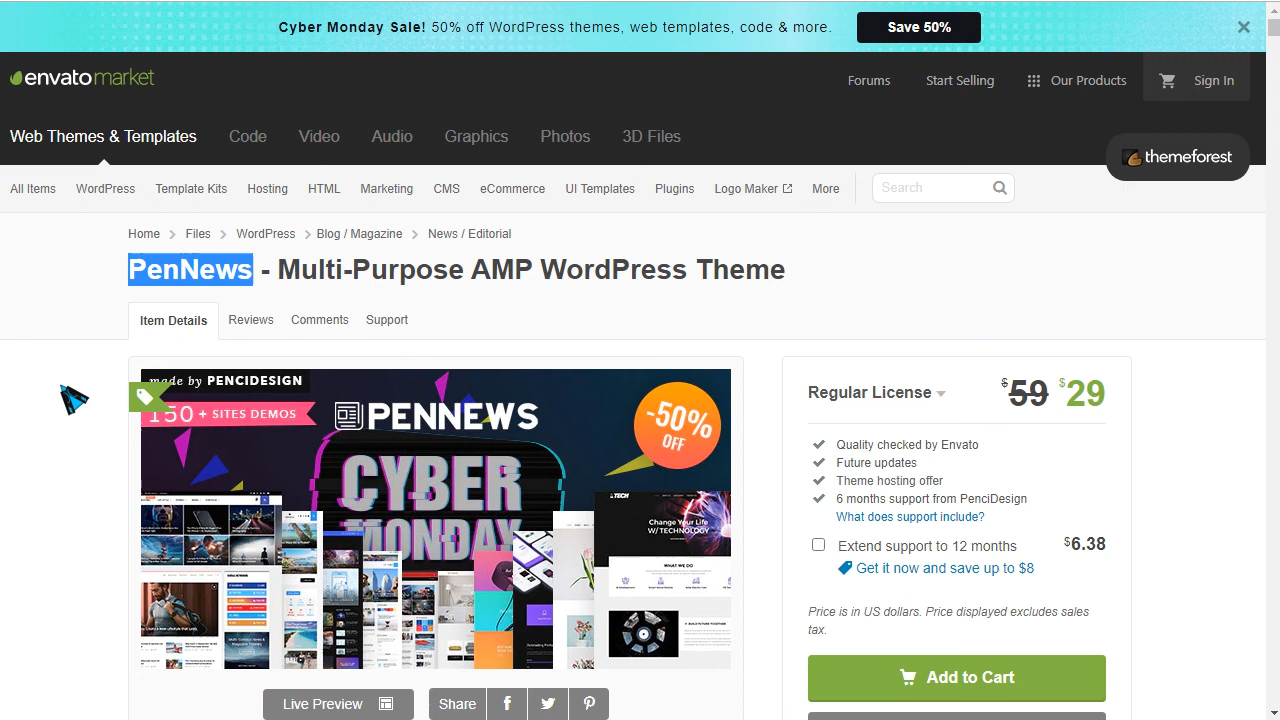 Cyber Monday Sale! 50% off WordPress themes, web templates, code & more.
Save 50%
envato market
Forums
Start Selling
Our Products
Sign In
Web Themes & Templates
Code
Video
Audio
Graphics
Photos
3D Files
themeforest
All Items
WordPress
Template Kits
Hosting
HTML
Marketing
CMS
eCommerce
UI Templates
Plugins
Logo Maker
More
Search
Home
Files
WordPress
Blog / Magazine
News / Editorial
PenNews - Multi-Purpose AMP WordPress Theme
Item Details
Reviews
Comments
Support
made by PENCIDESIGN
150 + SITES DEMOS
PENNEWS
-50%
OFF
CYBER
MONDAY
TECH
Change Your Life
W/ TECHNOLOGY
WHAT WE DO
Live Preview
Share
Regular License
$59
$29
Quality checked by Envato
Future updates
Theme hosting offer
6 months support from PenciDesign
What does support include?
Extend support to 12 months
$6.38
Get it now and save up to $8
Price is in US dollars. Price displayed excludes sales
tax.
Add to Cart